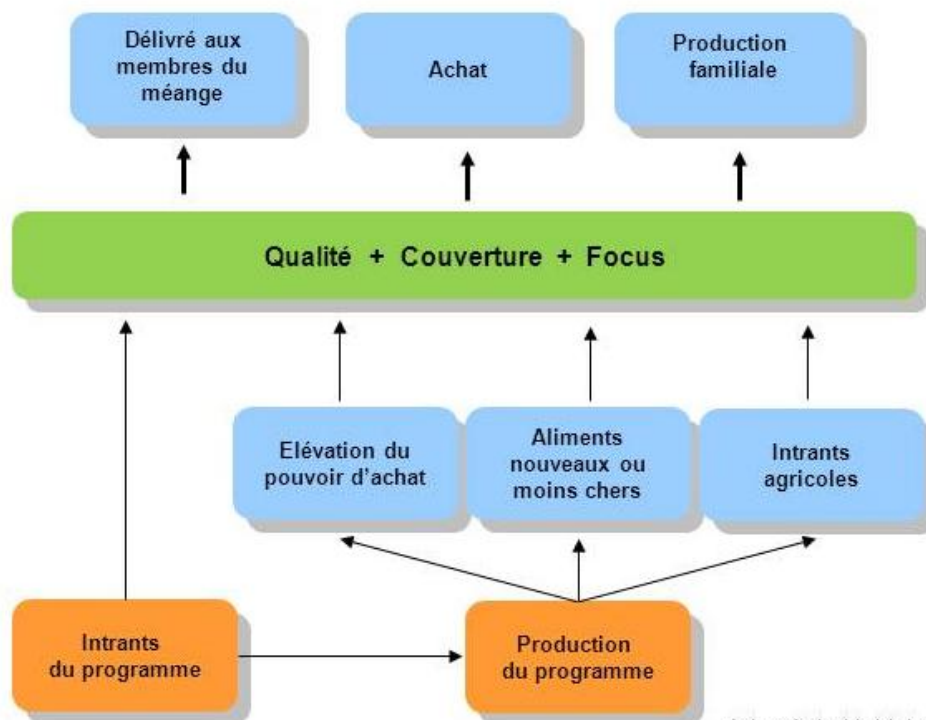 Délivré aux
membres du
méange
Achat
Production
familiale
Qualité + Couverture + Focus
Elévation du
pouvoir d'achat
Aliments
nouveaux ou
moins chers
Intrants
agricoles
Intrants
du programme
Production
du programme